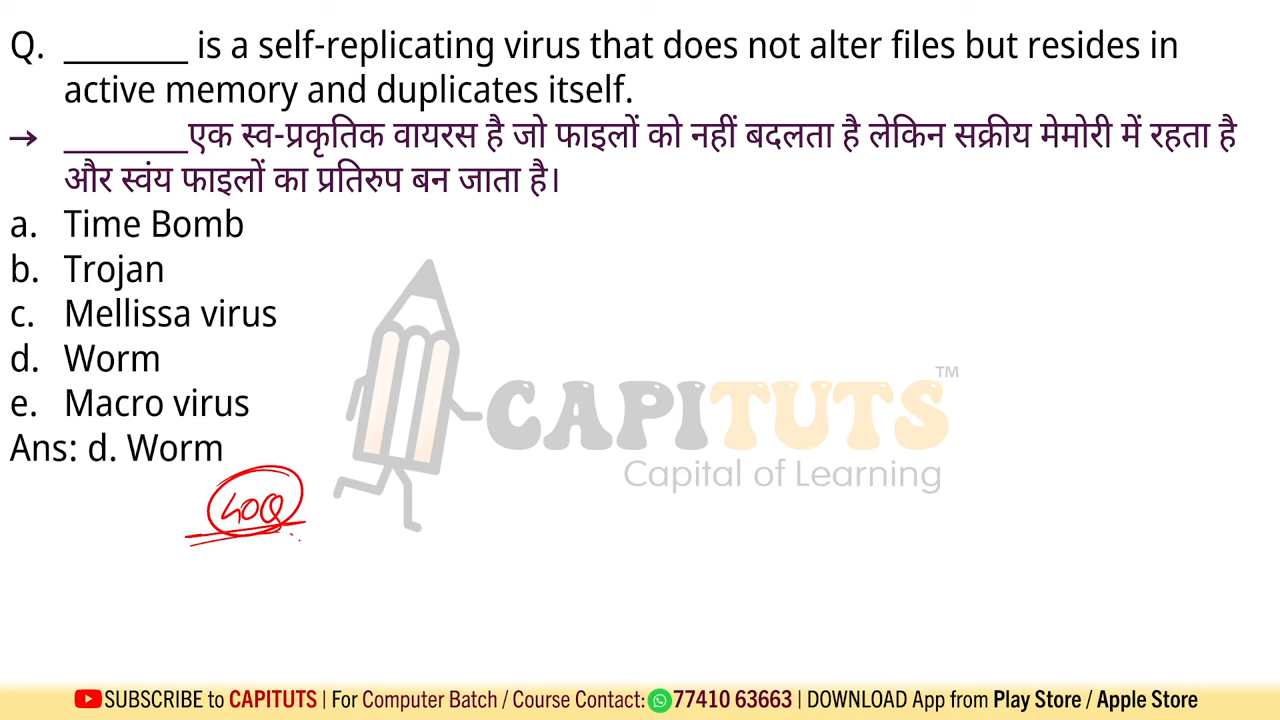 Q. ________ is a self-replicating virus that does not alter files but resides in
active memory and duplicates itself.
→ ________एक स्व-प्रकृतिक वायरस है जो फाइलों को नहीं बदलता है लेकिन सक्रीय मेमोरी में रहता है
और स्वंय फाइलों का प्रतिरुप बन जाता है।
a. Time Bomb
b. Trojan
c. Mellissa virus
d. Worm
e. Macro virus
Ans: d. Worm
CAPITUTS™
Capital of Learning
SUBSCRIBE to CAPITUTS | For Computer Batch / Course Contact: 77410 63663 | DOWNLOAD App from Play Store / Apple Store